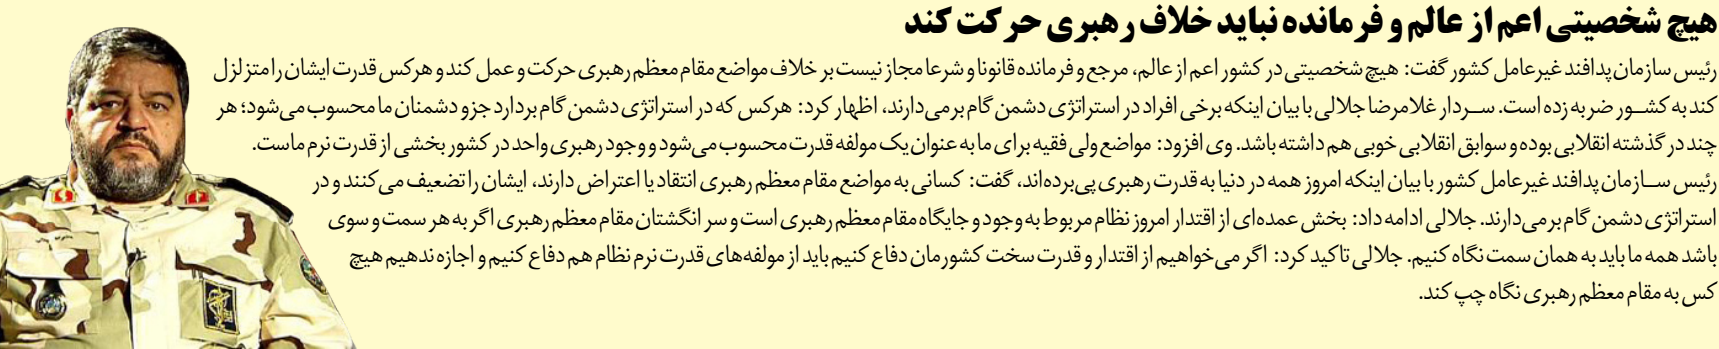 هیچ شخصیتی اعم از عالم و فرمانده نباید خلاف رهبری حرکت کند
رئیس سازمان پدافند غیرعامل کشور گفت: هیچ شخصیتی در کشور اعم از عالم، مرجع و فرمانده قانونا و شرعا مجاز نیست بر خلاف مواضع مقام معظم رهبری حرکت و عمل کند و هرکس قدرت ایشان را متزلزل
کند به کشور ضربه زده است. سردار غلامرضا جلالی با بیان اینکه برخی افراد در استراتژی دشمن گام برمی‌دارند، اظهار کرد: هرکس که در استراتژی دشمن گام بردارد جزو دشمنان ما محسوب می‌شود؛ هر
چند در گذشته انقلابی بوده و سوابق انقلابی خوبی هم داشته باشد. وی افزود: مواضع ولی فقیه برای ما به عنوان یک مولفه قدرت محسوب می‌شود و وجود رهبری واحد در کشور بخشی از قدرت نرم ماست.
رئیس سازمان پدافند غیرعامل کشور با بیان اینکه امروز همه در دنیا به قدرت رهبری پی‌برده‌اند، گفت: کسانی به مواضع مقام معظم رهبری انتقاد یا اعتراض دارند، ایشان را تضعیف می‌کنند و در
استراتژی دشمن گام برمی‌دارند. جلالی ادامه داد: بخش عمده‌ای از اقتدار امروز نظام مربوط به وجود و جایگاه مقام معظم رهبری است و سر انگشتان مقام معظم رهبری اگر به هر سمت و سوی
باشد همه ما باید به همان سمت نگاه کنیم. جلالی تاکید کرد: اگر می‌خواهیم از اقتدار و قدرت سخت کشورمان دفاع کنیم باید از مولفه‌های قدرت نرم نظام هم دفاع کنیم و اجازه ندهیم هیچ
کس به مقام معظم رهبری نگاه چپ کند.